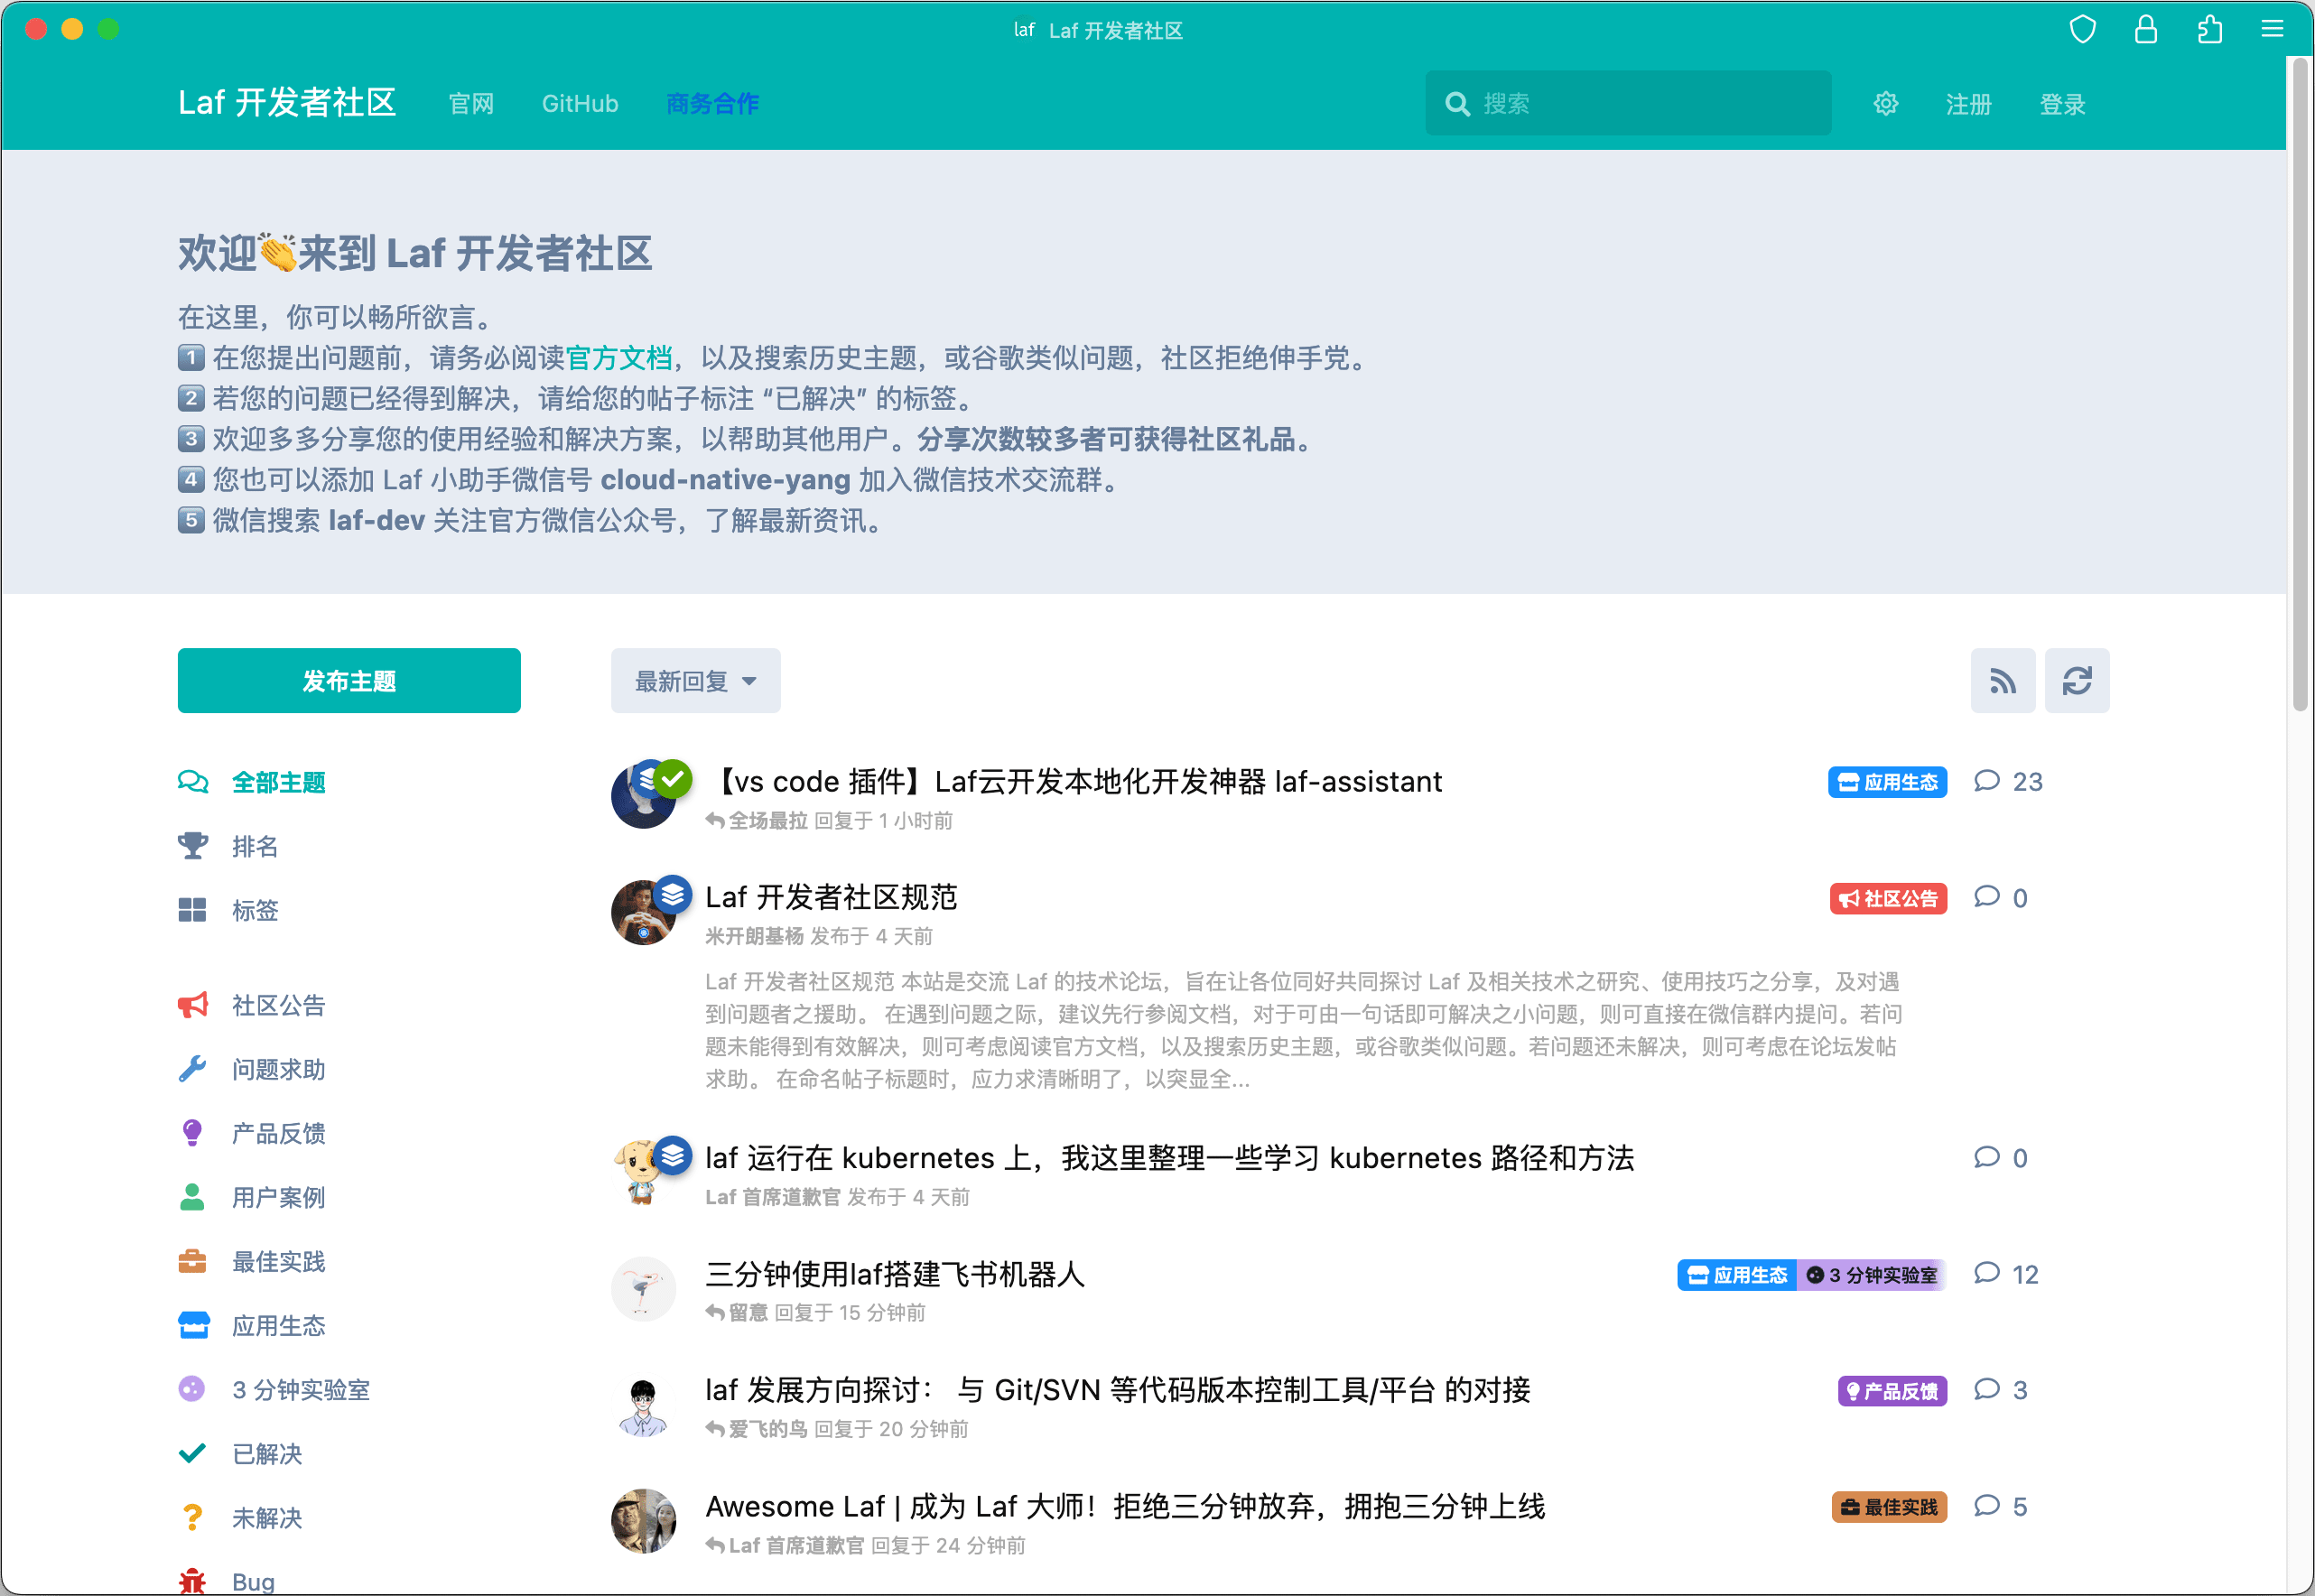 laf Laf 开发者社区
Laf 开发者社区 官网 GitHub 商务合作 搜索 注册 登录
欢迎👏来到 Laf 开发者社区
在这里，你可以畅所欲言。
1️⃣ 在您提出问题前，请务必阅读官方文档，以及搜索历史主题，或谷歌类似问题，社区拒绝伸手党。
2️⃣ 若您的问题已经得到解决，请给您的帖子标注 “已解决” 的标签。
3️⃣ 欢迎多多分享您的使用经验和解决方案，以帮助其他用户。分享次数较多者可获得社区礼品。
4️⃣ 您也可以添加 Laf 小助手微信号 cloud-native-yang 加入微信技术交流群。
5️⃣ 微信搜索 laf-dev 关注官方微信公众号，了解最新资讯。
发布主题
全部主题
排名
标签
社区公告
问题求助
产品反馈
用户案例
最佳实践
应用生态
3 分钟实验室
已解决
未解决
Bug
最新回复
【vs code 插件】Laf云开发本地化开发神器 laf-assistant 应用生态 23
全场最拉 回复于 1 小时前
Laf 开发者社区规范 社区公告 0
米开朗基杨 发布于 4 天前
Laf 开发者社区规范 本站是交流 Laf 的技术论坛，旨在让各位同好共同探讨 Laf 及相关技术之研究、使用技巧之分享，及对遇
到问题者之援助。 在遇到问题之际，建议先行参阅文档，对于可由一句话即可解决之小问题，则可直接在微信群内提问。若问
题未能得到有效解决，则可考虑阅读官方文档，以及搜索历史主题，或谷歌类似问题。若问题还未解决，则可考虑在论坛发帖
求助。 在命名帖子标题时，应力求清晰明了，以突显全...
laf 运行在 kubernetes 上，我这里整理一些学习 kubernetes 路径和方法 0
Laf 首席道歉官 发布于 4 天前
三分钟使用laf搭建飞书机器人 应用生态 3 分钟实验室 12
留意 回复于 15 分钟前
laf 发展方向探讨： 与 Git/SVN 等代码版本控制工具/平台 的对接 产品反馈 3
爱飞的鸟 回复于 20 分钟前
Awesome Laf | 成为 Laf 大师！拒绝三分钟放弃，拥抱三分钟上线 最佳实践 5
Laf 首席道歉官 回复于 24 分钟前